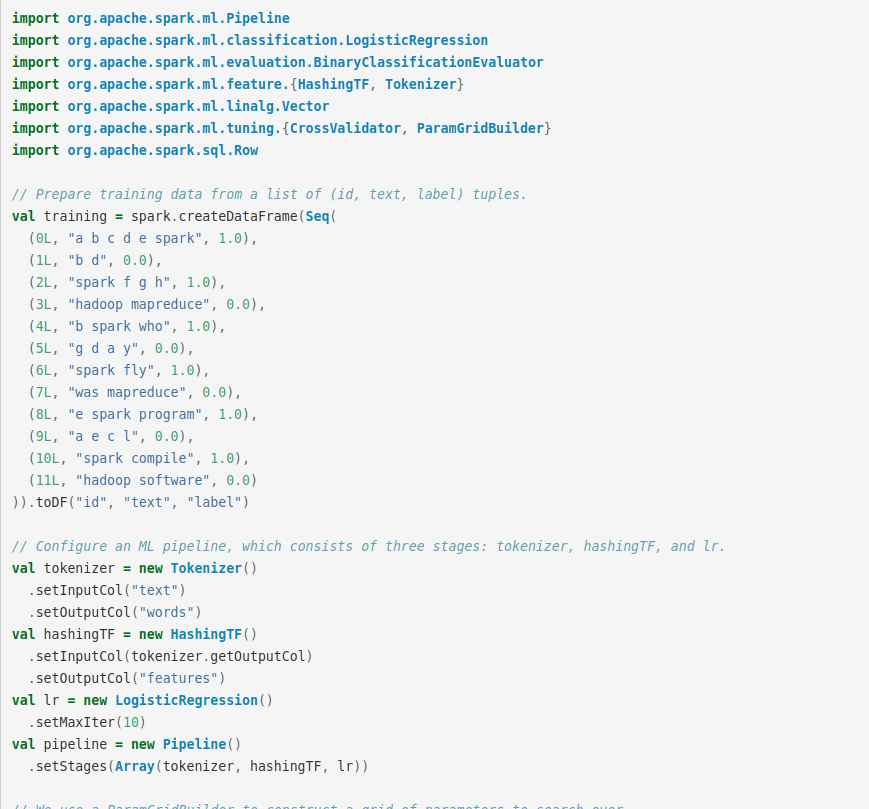 import org.apache.spark.ml.Pipeline
import org.apache.spark.ml.classification.LogisticRegression
import org.apache.spark.ml.evaluation.BinaryClassificationEvaluator
import org.apache.spark.ml.feature.{HashingTF, Tokenizer}
import org.apache.spark.ml.linalg.Vector
import org.apache.spark.ml.tuning.{CrossValidator, ParamGridBuilder}
import org.apache.spark.sql.Row

// Prepare training data from a list of (id, text, label) tuples.
val training = spark.createDataFrame(Seq(
  (0L, "a b c d e spark", 1.0),
  (1L, "b d", 0.0),
  (2L, "spark f g h", 1.0),
  (3L, "hadoop mapreduce", 0.0),
  (4L, "b spark who", 1.0),
  (5L, "g d a y", 0.0),
  (6L, "spark fly", 1.0),
  (7L, "was mapreduce", 0.0),
  (8L, "e spark program", 1.0),
  (9L, "a e c l", 0.0),
  (10L, "spark compile", 1.0),
  (11L, "hadoop software", 0.0)
)).toDF("id", "text", "label")

// Configure an ML pipeline, which consists of three stages: tokenizer, hashingTF, and lr.
val tokenizer = new Tokenizer()
  .setInputCol("text")
  .setOutputCol("words")
val hashingTF = new HashingTF()
  .setInputCol(tokenizer.getOutputCol)
  .setOutputCol("features")
val lr = new LogisticRegression()
  .setMaxIter(10)
val pipeline = new Pipeline()
  .setStages(Array(tokenizer, hashingTF, lr))

// We use a ParamGridBuilder to construct a grid of parameters to search over.